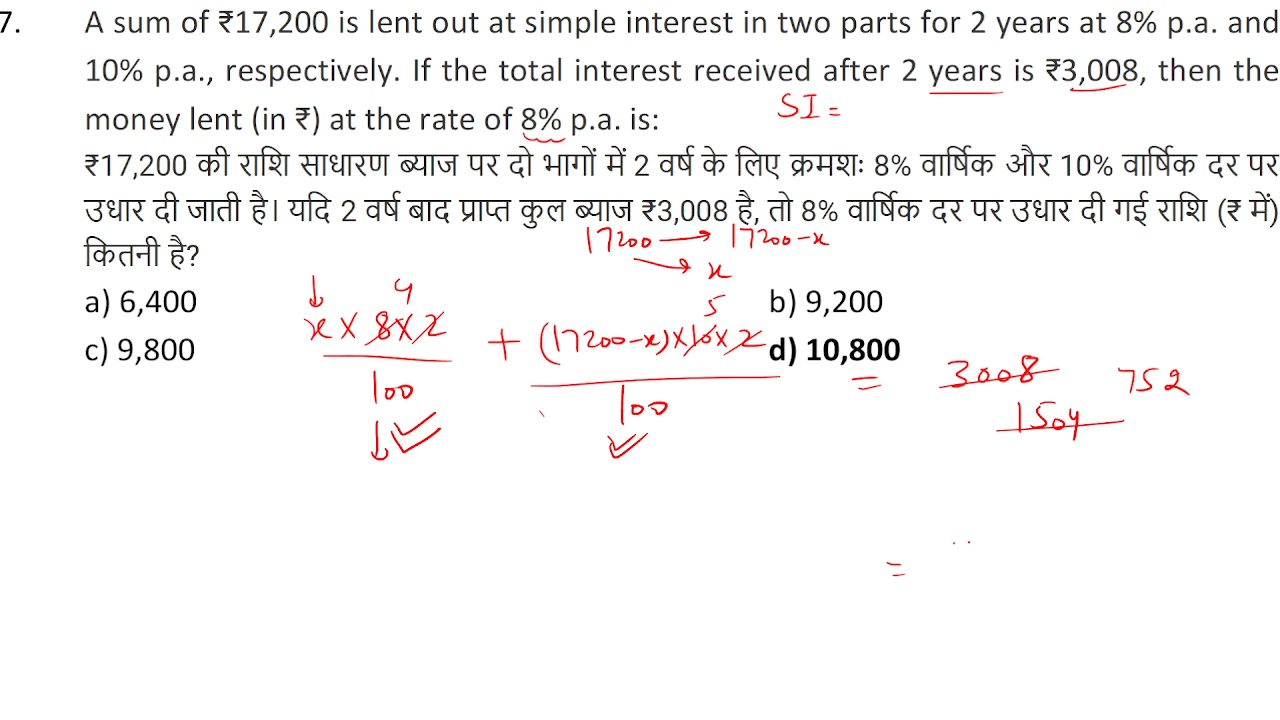 7. A sum of ₹17,200 is lent out at simple interest in two parts for 2 years at 8% p.a. and
10% p.a., respectively. If the total interest received after 2 years is ₹3,008, then the
money lent (in ₹) at the rate of 8% p.a. is:
SI =
₹17,200 की राशि साधारण ब्याज पर दो भागों में 2 वर्ष के लिए क्रमशः 8% वार्षिक और 10% वार्षिक दर पर
उधार दी जाती है। यदि 2 वर्ष बाद प्राप्त कुल ब्याज ₹3,008 है, तो 8% वार्षिक दर पर उधार दी गई राशि (₹ में)
कितनी है?
17200 → 17200-x
→ x
a) 6,400 b) 9,200
4 5
x × 8 × 2 + (17200-x) × 10 × 2
c) 9,800 d) 10,800
100 100 = 3008 752
1504
=